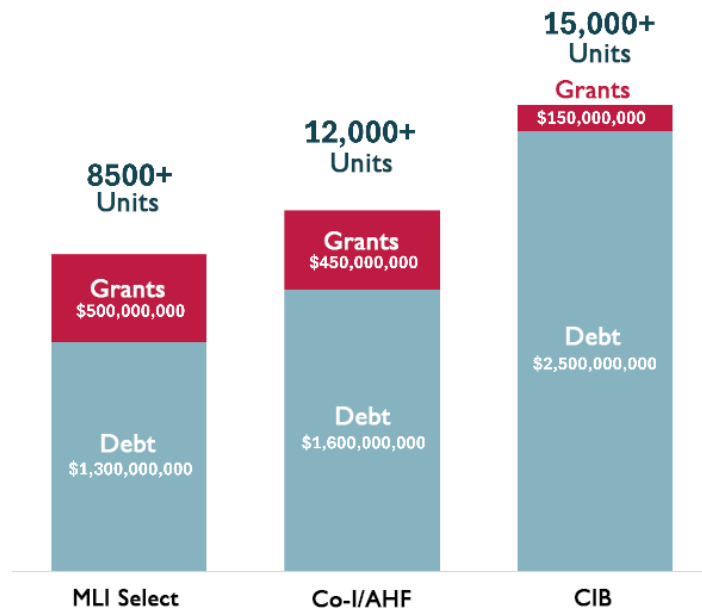 8500+
Units
Grants
$500,000,000
Debt
$1,300,000,000
MLI Select
12,000+
Units
Grants
$450,000,000
Debt
$1,600,000,000
Co-I/AHF
15,000+
Units
Grants
$150,000,000
Debt
$2,500,000,000
CIB